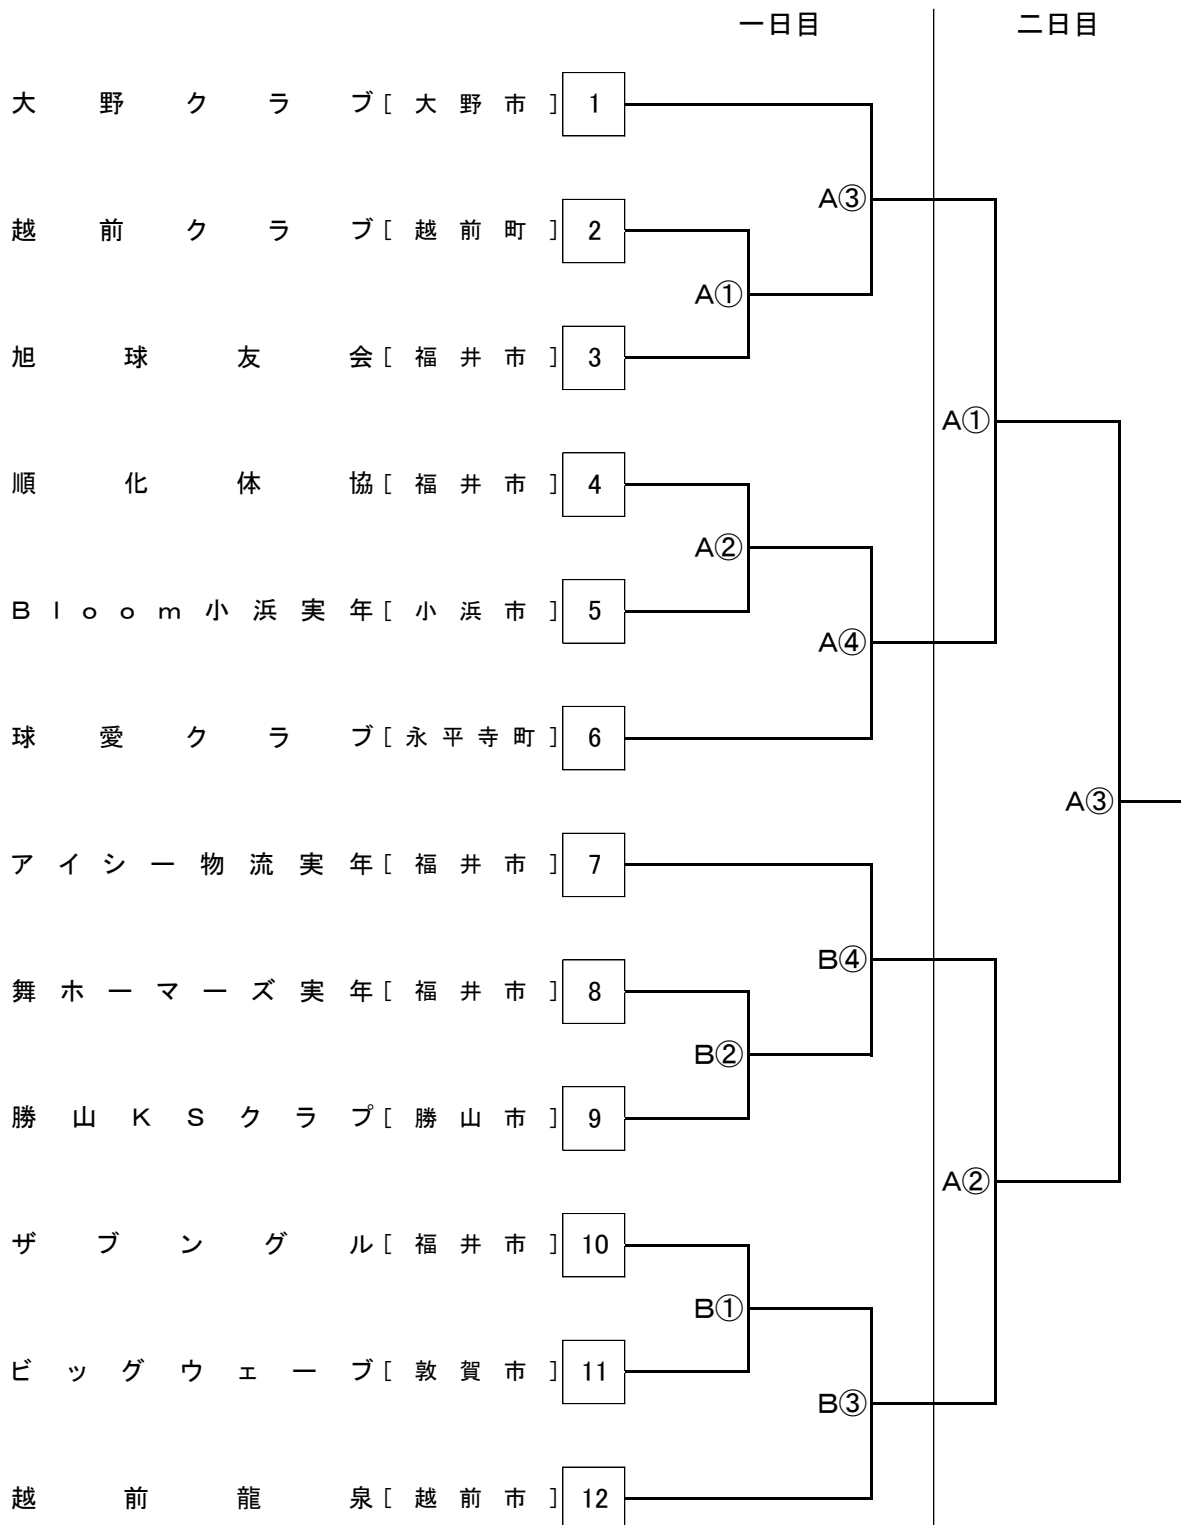 一日目 二日目
大野クラブ[大野市] 1
A③
越前クラブ[越前町] 2
A①
旭球友会[福井市] 3
A①
順化体協[福井市] 4
A②
Bloom小浜実年[小浜市] 5
A④
球愛クラブ[永平寺町] 6
A③
アイシー物流実年[福井市] 7
B④
舞ホーマーズ実年[福井市] 8
B②
勝山KSクラブ[勝山市] 9
A②
ザブングル[福井市] 10
B①
ビッグウェーブ[敦賀市] 11
B③
越前龍泉[越前市] 12